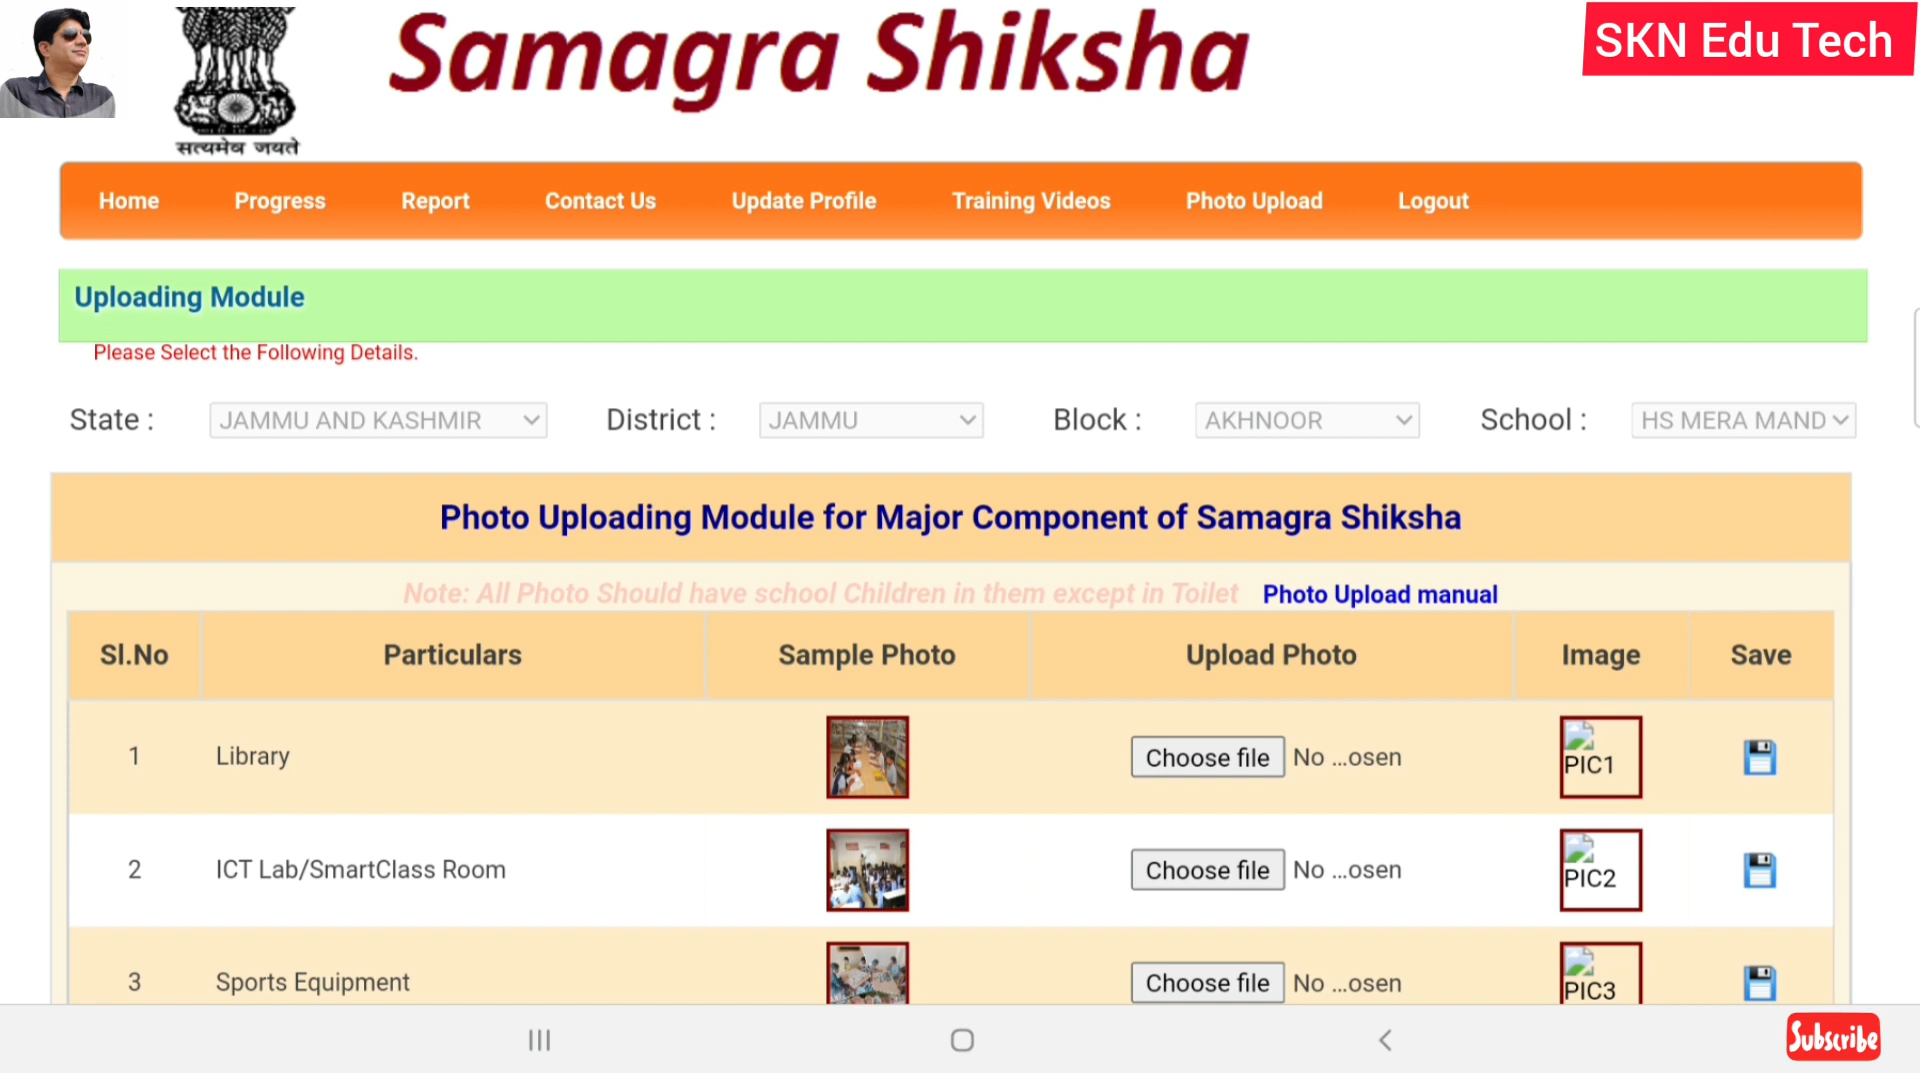 Samagra Shiksha
SKN Edu Tech
सत्यमेव जयते
Home Progress Report Contact Us Update Profile Training Videos Photo Upload Logout
Uploading Module
Please Select the Following Details.
State : JAMMU AND KASHMIR District : JAMMU Block : AKHNOOR School : HS MERA MAND
Photo Uploading Module for Major Component of Samagra Shiksha
Note: All Photo Should have school Children in them except in Toilet Photo Upload manual
Sl.No Particulars Sample Photo Upload Photo Image Save
1 Library Choose file No ...osen PIC1
2 ICT Lab/SmartClass Room Choose file No ...osen PIC2
3 Sports Equipment Choose file No ...osen PIC3
Subscribe